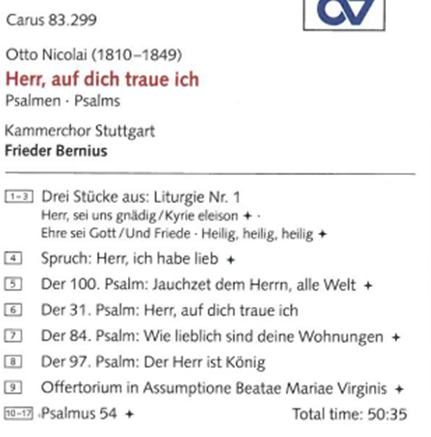 Carus 83.299
Otto Nicolai (1810–1849)
Herr, auf dich traue ich
Psalmen · Psalms
Kammerchor Stuttgart
Frieder Bernius
1–3 Drei Stücke aus: Liturgie Nr. 1
Herr, sei uns gnädig/Kyrie eleison + ·
Ehre sei Gott/Und Friede · Heilig, heilig, heilig +
4 Spruch: Herr, ich habe lieb +
5 Der 100. Psalm: Jauchzet dem Herrn, alle Welt +
6 Der 31. Psalm: Herr, auf dich traue ich
7 Der 84. Psalm: Wie lieblich sind deine Wohnungen +
8 Der 97. Psalm: Der Herr ist König
9 Offertorium in Assumptione Beatae Mariae Virginis +
10–17 Psalmus 54 + Total time: 50:35